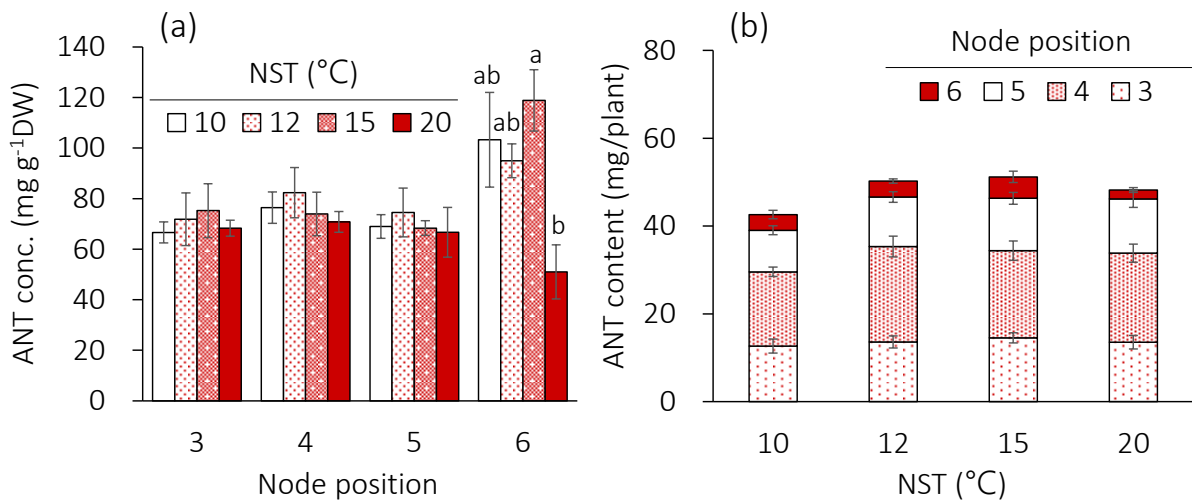 (a)
NST (°C)
10 12 15 20
ANT conc. (mg g⁻¹DW)
140
120
100
80
60
40
20
0
ab
ab
a
b
3 4 5 6
Node position
(b)
Node position
6 5 4 3
ANT content (mg/plant)
80
60
40
20
0
10 12 15 20
NST (°C)